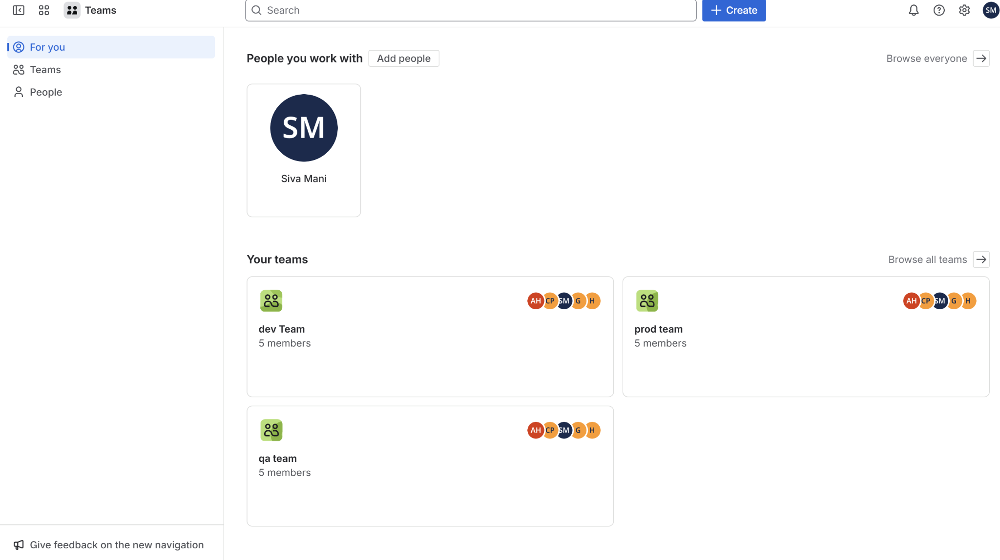 Teams
Search
Create
SM
For you
Teams
People
People you work with
Add people
Browse everyone
SM
Siva Mani
Your teams
Browse all teams
AH CP SM G H
dev Team
5 members
AH CP SM G H
prod team
5 members
AH CP SM G H
qa team
5 members
Give feedback on the new navigation